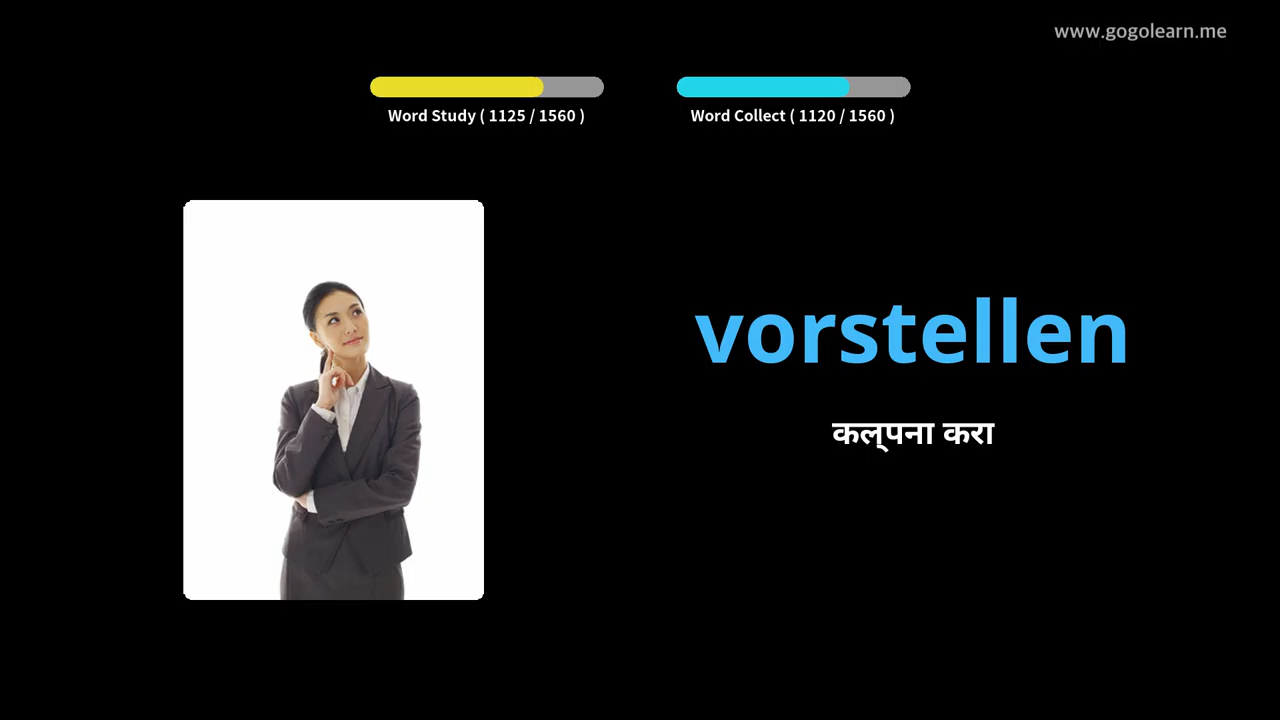 www.gogolearn.me
Word Study ( 1125 / 1560 )
Word Collect ( 1120 / 1560 )
vorstellen
कल्पना करा